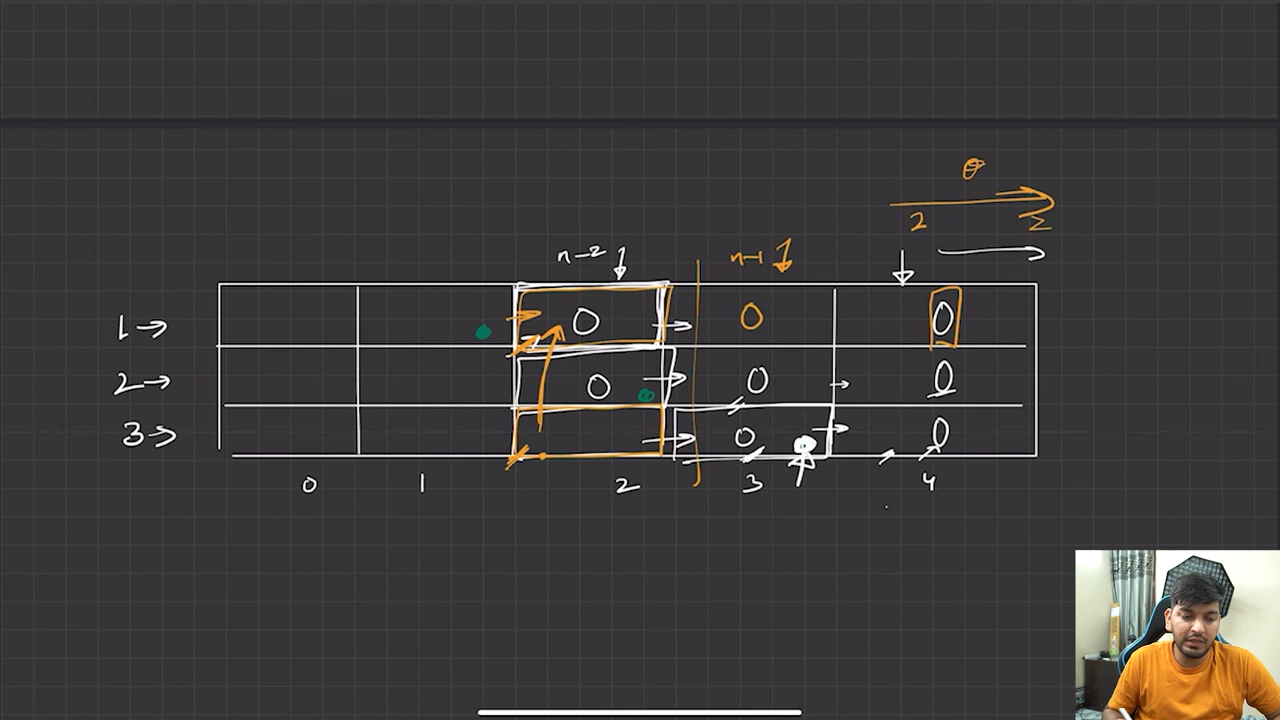 2
n-2 n-1
1 → 0 0 0
2 → 0 0 0
3 → 0 0
0 1 2 3 4